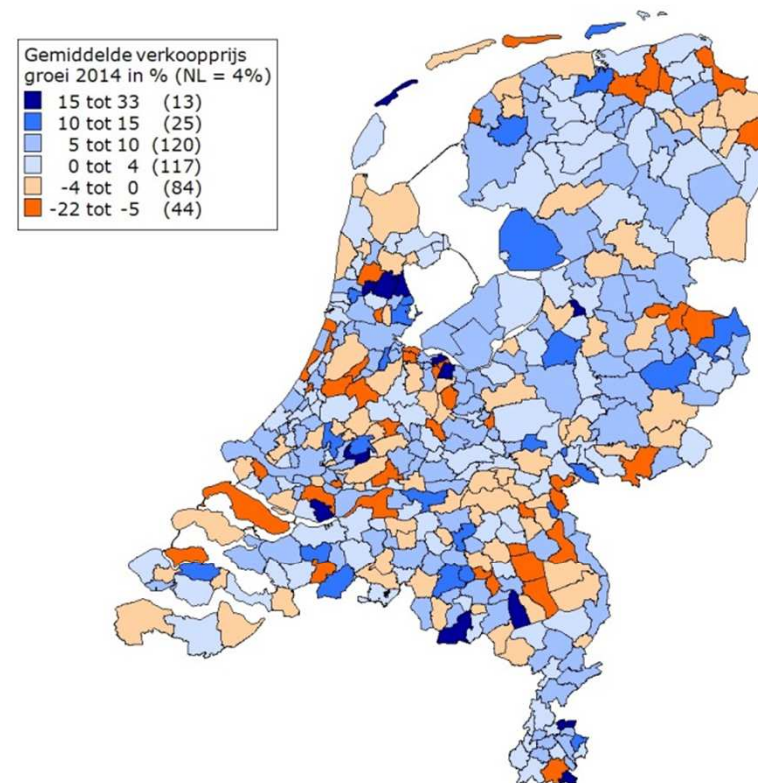 Gemiddelde verkoopprijs
groei 2014 in % (NL = 4%)
15 tot 33 (13)
10 tot 15 (25)
5 tot 10 (120)
0 tot 4 (117)
-4 tot 0 (84)
-22 tot -5 (44)